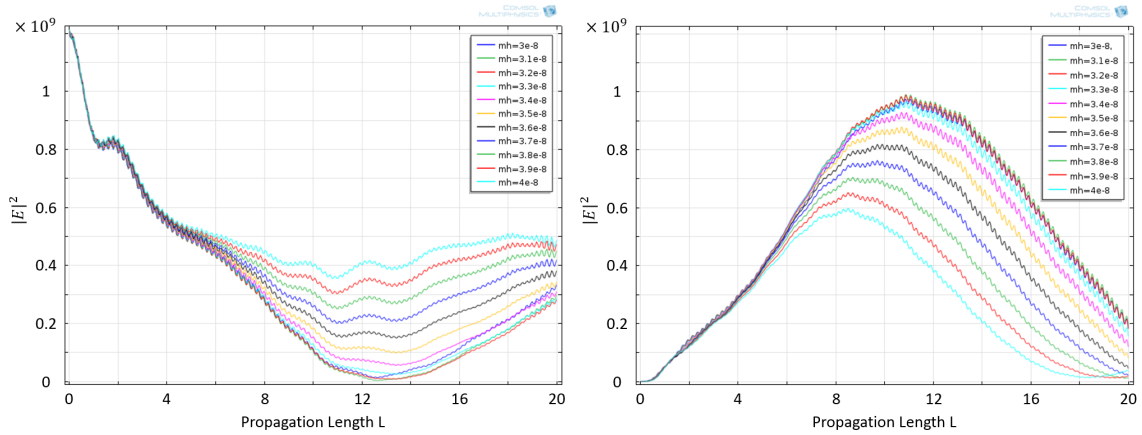 COMSOL
MULTIPHYSICS
× 10⁹
1
0.8
0.6
0.4
0.2
0
|E|²
mh=3e-8
mh=3.1e-8
mh=3.2e-8
mh=3.3e-8
mh=3.4e-8
mh=3.5e-8
mh=3.6e-8
mh=3.7e-8
mh=3.8e-8
mh=3.9e-8
mh=4e-8
0 4 8 12 16 20
Propagation Length L
COMSOL
MULTIPHYSICS
× 10⁹
1
0.8
0.6
0.4
0.2
0
|E|²
mh=3e-8,
mh=3.1e-8
mh=3.2e-8
mh=3.3e-8
mh=3.4e-8
mh=3.5e-8
mh=3.6e-8
mh=3.7e-8
mh=3.8e-8
mh=3.9e-8
mh=4e-8
0 4 8 12 16 20
Propagation Length L